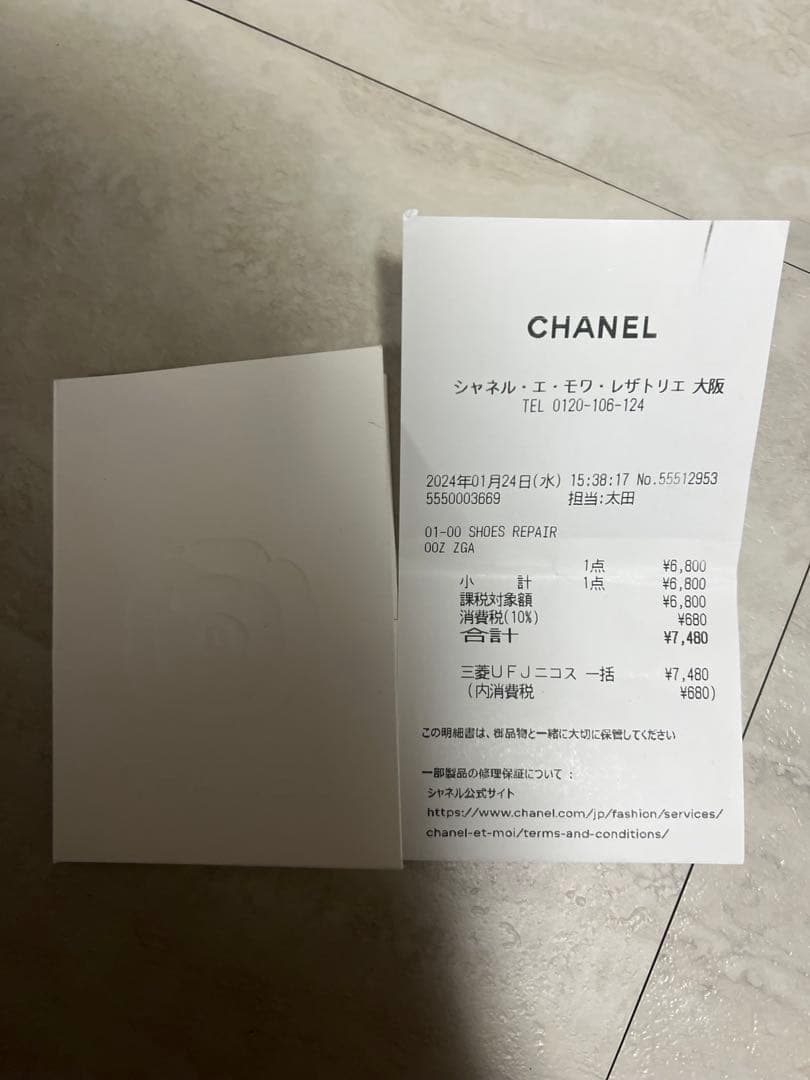 CHANEL
シャネル・エ・モワ・レザトリエ 大阪
TEL 0120-106-124
2024年01月24日(水) 15:38:17 No.55512953
5550003669 担当:太田
01-00 SHOES REPAIR
00Z ZGA
1点 ¥6,800
小 計 1点 ¥6,800
課税対象額 ¥6,800
消費税(10%) ¥680
合計 ¥7,480
三菱UFJニコス 一括 ¥7,480
(内消費税 ¥680)
この明細書は、御品物と一緒に大切に保管してください
一部製品の修理保証について :
シャネル公式サイト
https://www.chanel.com/jp/fashion/services/
chanel-et-moi/terms-and-conditions/